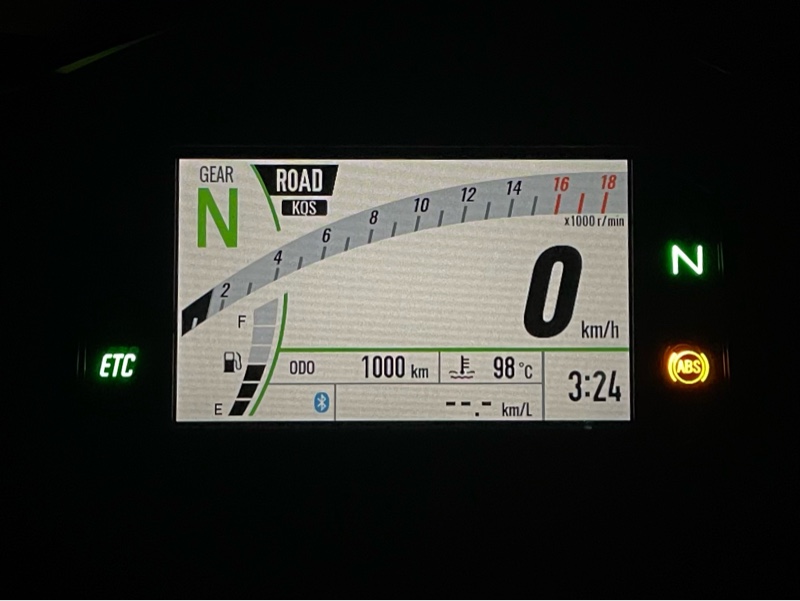 GEAR
N
ROAD
KQS
2 4 6 8 10 12 14 16 18
x1000 r/min
0 km/h
N
F
E
ETC
ODO 1000 km
98 °C
3:24
--.- km/L
ABS